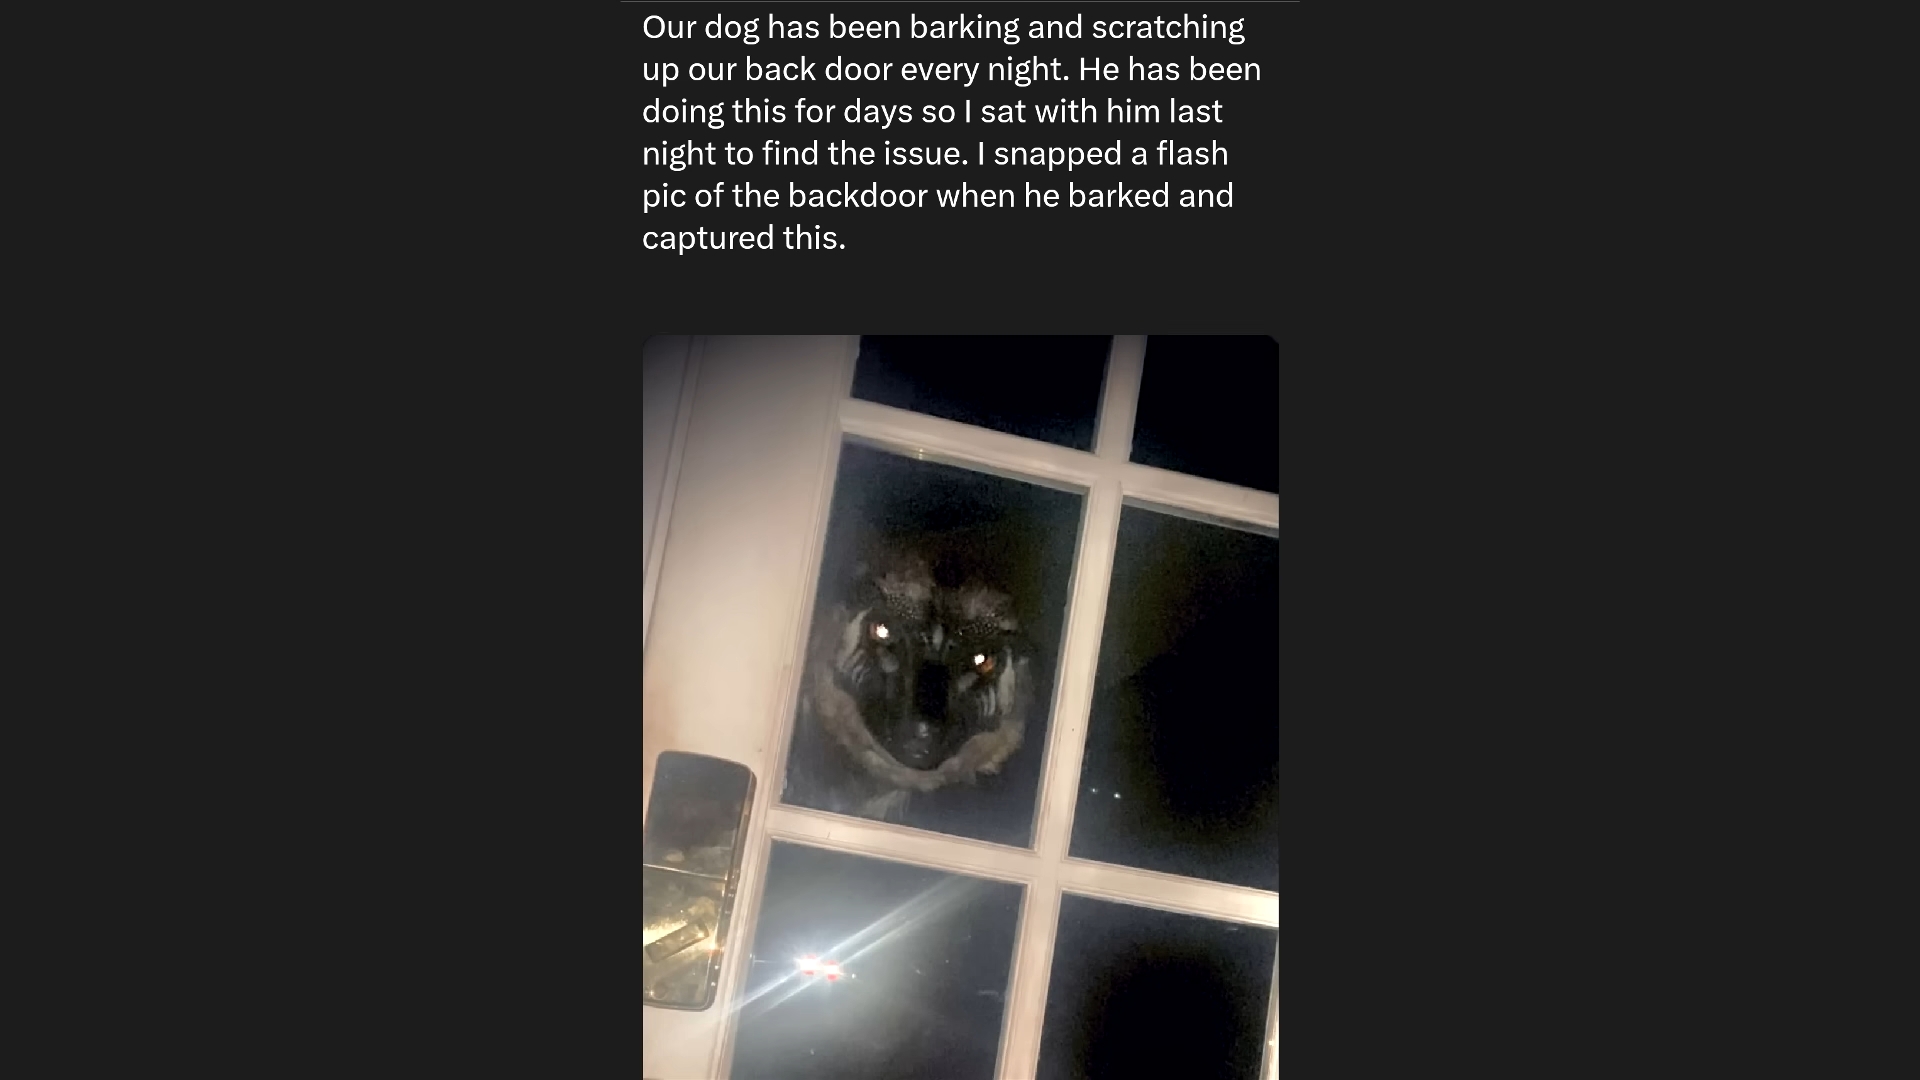 Our dog has been barking and scratching
up our back door every night. He has been
doing this for days so I sat with him last
night to find the issue. I snapped a flash
pic of the backdoor when he barked and
captured this.